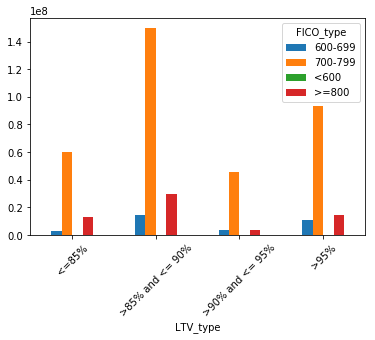 1e8
1.4
1.2
1.0
0.8
0.6
0.4
0.2
0.0
FICO_type
600-699
700-799
<600
>=800
<=85%
>85% and <= 90%
>90% and <= 95%
>95%
LTV_type